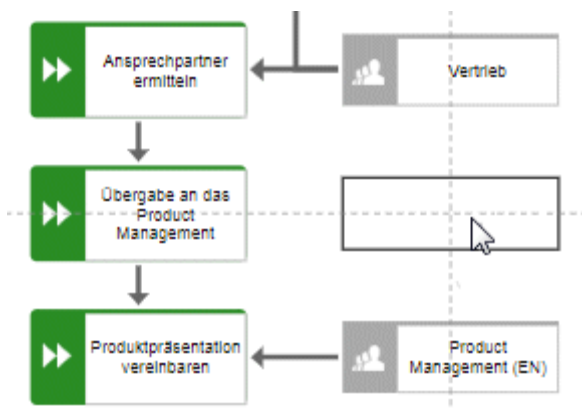 Ansprechpartner
ermitteln
Vertrieb
Übergabe an das
Product
Management
Produktpräsentation
vereinbaren
Product
Management (EN)